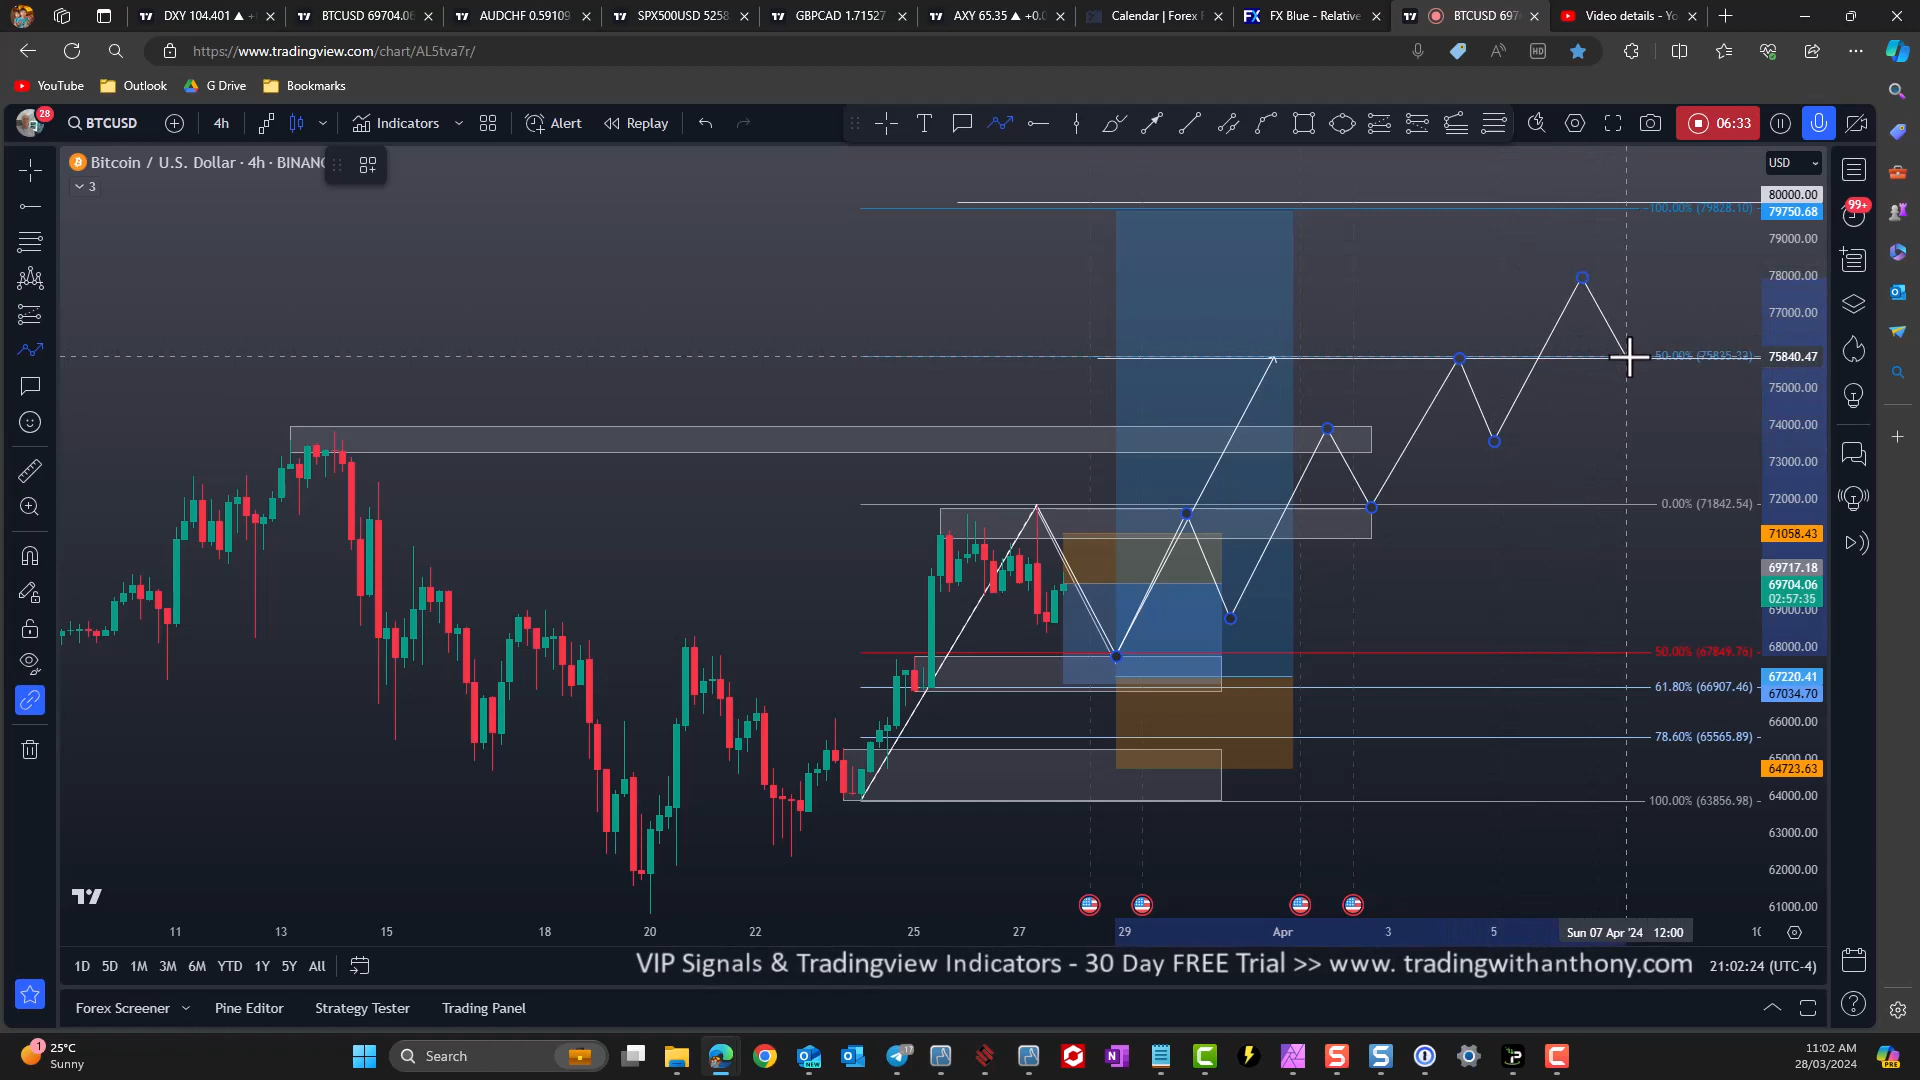 DXY 104.401 ▲ +
BTCUSD 69704.06
AUDCHF 0.59109
SPX500USD 5258.
GBPCAD 1.71527
AXY 65.35 ▲ +0.
Calendar | Forex F
FX Blue - Relative
BTCUSD 697
Video details - Yo
https://www.tradingview.com/chart/AL5tva7r/
YouTube
Outlook
G Drive
Bookmarks
28
BTCUSD
4h
Indicators
Alert
Replay
06:33
Bitcoin / U.S. Dollar · 4h · BINANC
3
USD
80000.00
-100.00% (79828.10)
79750.68
79000.00
78000.00
77000.00
-50.00% (75835.32)
75840.47
75000.00
74000.00
73000.00
72000.00
0.00% (71842.54)
71058.43
69717.18
69704.06
02:57:35
69000.00
68000.00
50.00% (67849.76)
67220.41
67034.70
61.80% (66907.46)
66000.00
78.60% (65565.89)
65000.00
64723.63
64000.00
100.00% (63856.98)
63000.00
62000.00
61000.00
99+
11
13
15
18
20
22
25
27
29
Apr
3
5
Sun 07 Apr '24 12:00
10
1D 5D 1M 3M 6M YTD 1Y 5Y All
VIP Signals & Tradingview Indicators - 30 Day FREE Trial >> www. tradingwithanthony.com
21:02:24 (UTC-4)
Forex Screener
Pine Editor
Strategy Tester
Trading Panel
1
25°C
Sunny
Search
NEW
17
11:02 AM
28/03/2024
PRE